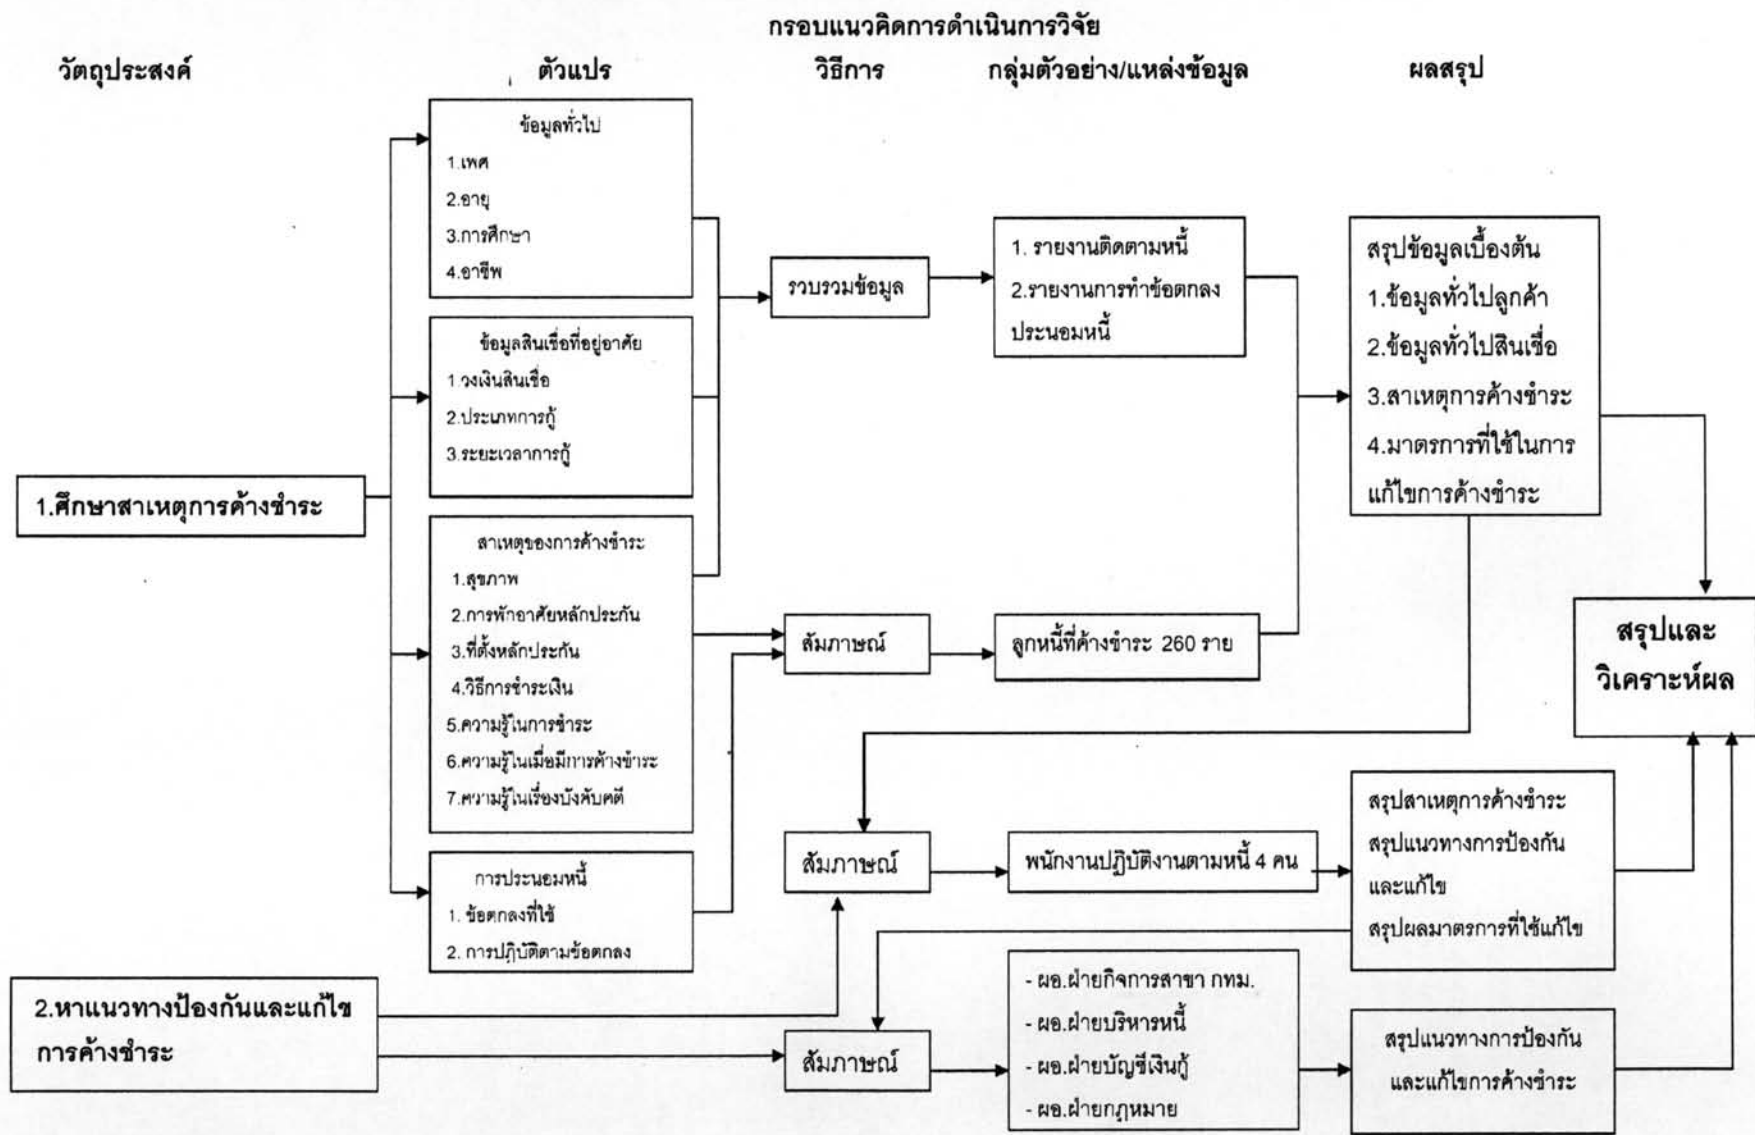 กรอบแนวคิดการดำเนินการวิจัย
วัตถุประสงค์
ตัวแปร
วิธีการ
กลุ่มตัวอย่าง/แหล่งข้อมูล
ผลสรุป
1.ศึกษาสาเหตุการค้างชำระ
2.หาแนวทางป้องกันและแก้ไข
การค้างชำระ
ข้อมูลทั่วไป
1.เพศ
2.อายุ
3.การศึกษา
4.อาชีพ
ข้อมูลสินเชื่อที่อยู่อาศัย
1.วงเงินสินเชื่อ
2.ประเภทการกู้
3.ระยะเวลาการกู้
สาเหตุของการค้างชำระ
1.สุขภาพ
2.การพักอาศัยหลักประกัน
3.ที่ตั้งหลักประกัน
4.วิธีการชำระเงิน
5.ความรู้ในการชำระ
6.ความรู้ในเมื่อมีการค้างชำระ
7.ความรู้ในเรื่องบังคับคดี
การประนอมหนี้
1. ข้อตกลงที่ใช้
2. การปฏิบัติตามข้อตกลง
รวบรวมข้อมูล
สัมภาษณ์
สัมภาษณ์
สัมภาษณ์
1. รายงานติดตามหนี้
2.รายงานการทำข้อตกลง
ประนอมหนี้
ลูกหนี้ที่ค้างชำระ 260 ราย
พนักงานปฏิบัติงานตามหนี้ 4 คน
- ผอ.ฝ่ายกิจการสาขา กทม.
- ผอ.ฝ่ายบริหารหนี้
- ผอ.ฝ่ายบัญชีเงินกู้
- ผอ.ฝ่ายกฎหมาย
สรุปข้อมูลเบื้องต้น
1.ข้อมูลทั่วไปลูกค้า
2.ข้อมูลทั่วไปสินเชื่อ
3.สาเหตุการค้างชำระ
4.มาตรการที่ใช้ในการ
แก้ไขการค้างชำระ
สรุปสาเหตุการค้างชำระ
สรุปแนวทางการป้องกัน
และแก้ไข
สรุปผลมาตรการที่ใช้แก้ไข
สรุปแนวทางการป้องกัน
และแก้ไขการค้างชำระ
สรุปและ
วิเคราะห์ผล